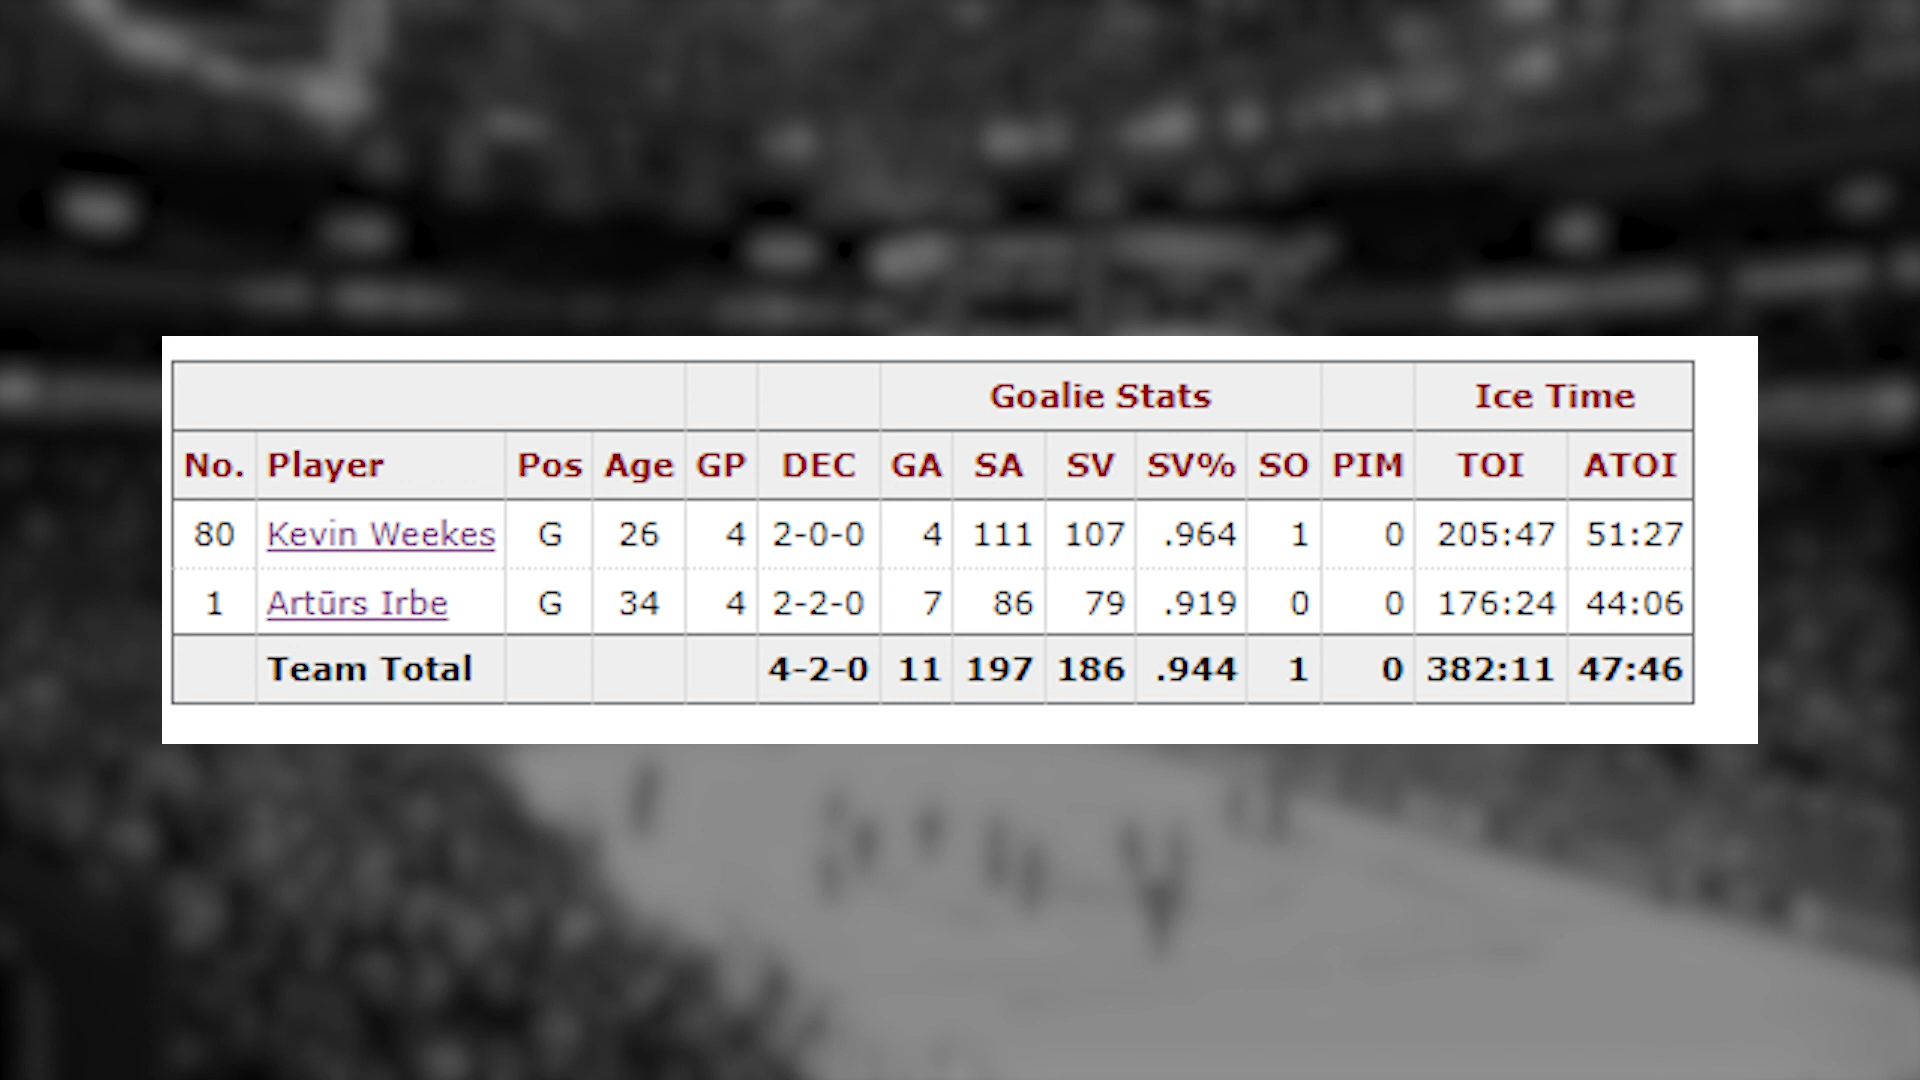 Goalie Stats Ice Time
No. Player Pos Age GP DEC GA SA SV SV% SO PIM TOI ATOI
80 Kevin Weekes G 26 4 2-0-0 4 111 107 .964 1 0 205:47 51:27
1 Artūrs Irbe G 34 4 2-2-0 7 86 79 .919 0 0 176:24 44:06
Team Total 4-2-0 11 197 186 .944 1 0 382:11 47:46